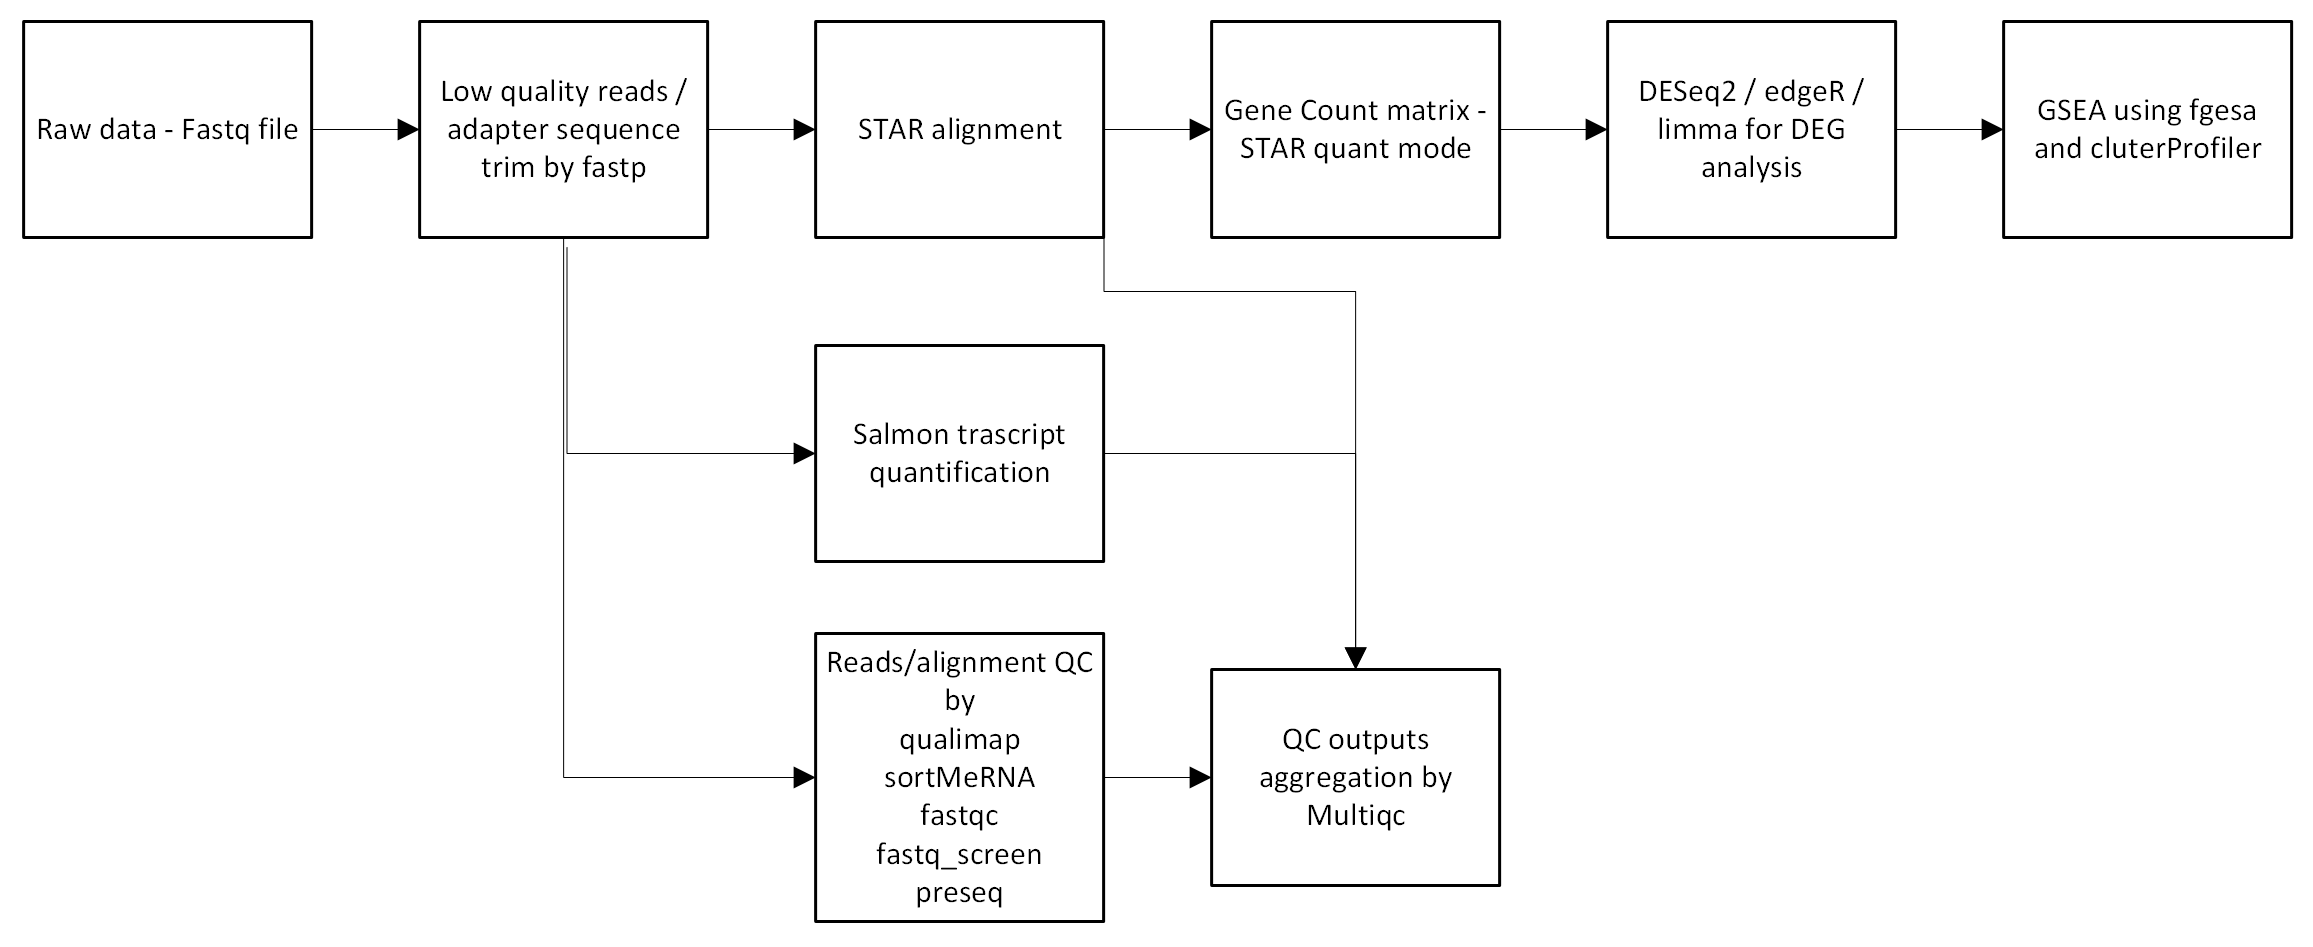 Raw data - Fastq file
Low quality reads /
adapter sequence
trim by fastp
STAR alignment
Gene Count matrix -
STAR quant mode
DESeq2 / edgeR /
limma for DEG
analysis
GSEA using fgesa
and cluterProfiler
Salmon trascript
quantification
Reads/alignment QC
by
qualimap
sortMeRNA
fastqc
fastq_screen
preseq
QC outputs
aggregation by
Multiqc